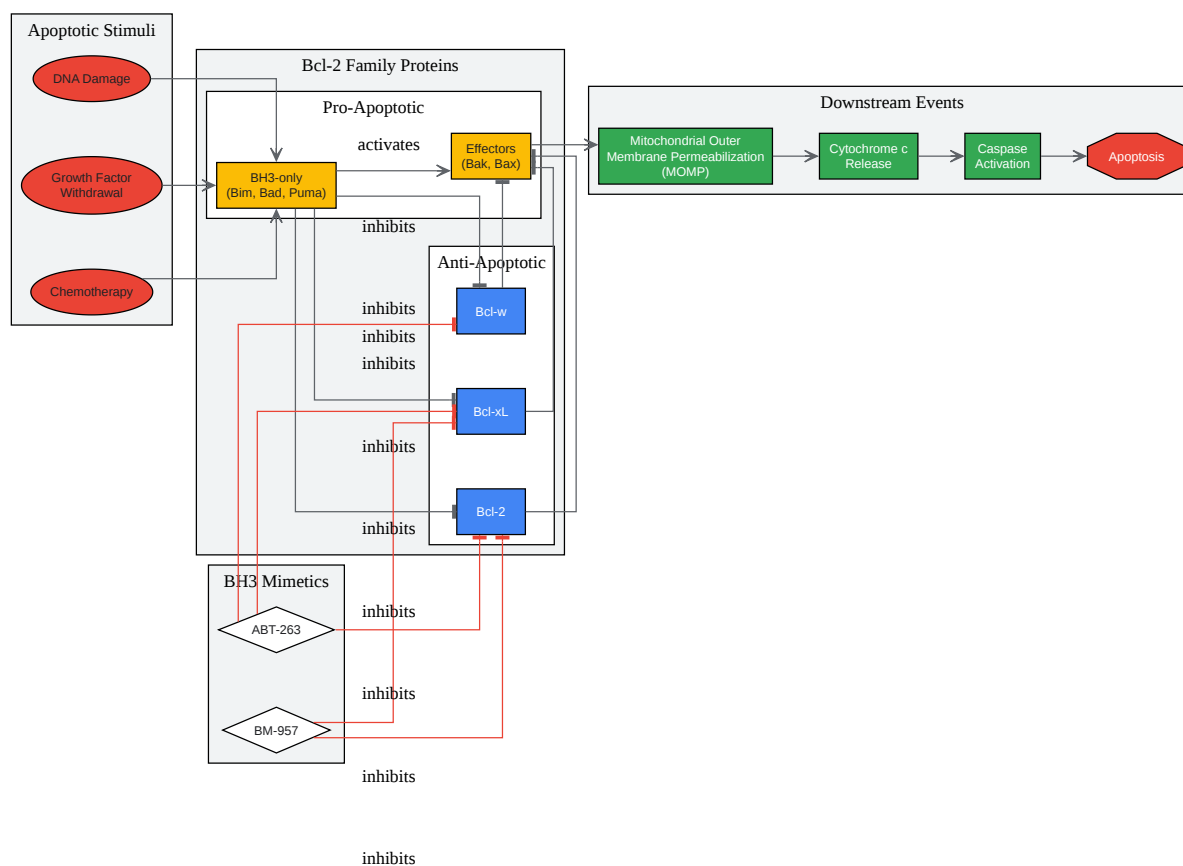 Apoptotic Stimuli
DNA Damage
Growth Factor
Withdrawal
Chemotherapy
Bcl-2 Family Proteins
Pro-Apoptotic
activates
BH3-only
(Bim, Bad, Puma)
Effectors
(Bak, Bax)
inhibits
Anti-Apoptotic
Bcl-w
inhibits
inhibits
inhibits
Bcl-xL
inhibits
Bcl-2
inhibits
BH3 Mimetics
ABT-263
inhibits
BM-957
inhibits
inhibits
inhibits
Downstream Events
Mitochondrial Outer
Membrane Permeabilization
(MOMP)
Cytochrome c
Release
Caspase
Activation
Apoptosis